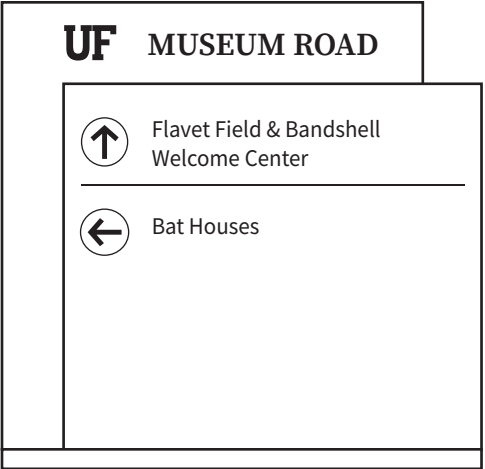 UF MUSEUM ROAD
Flavet Field & Bandshell
Welcome Center
Bat Houses